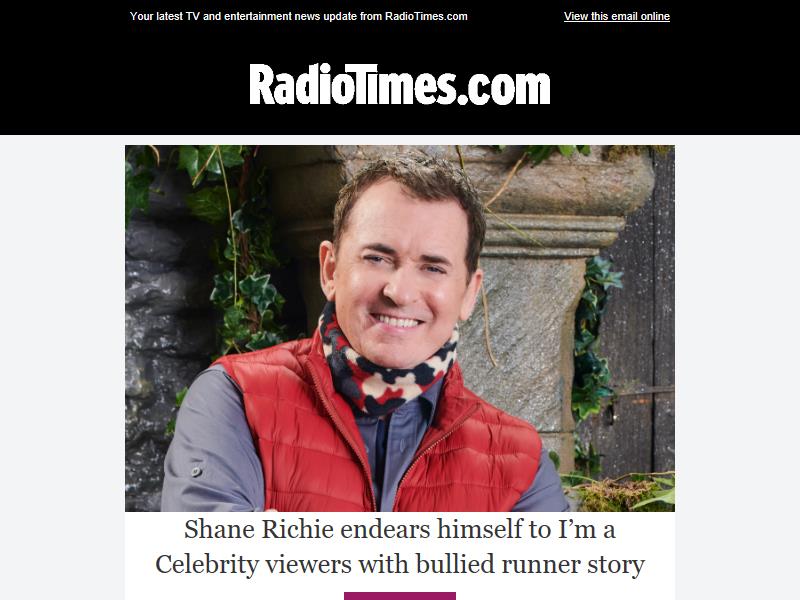 Your latest TV and entertainment news update from RadioTimes.com
View this email online
RadioTimes.com
Shane Richie endears himself to I’m a
Celebrity viewers with bullied runner story